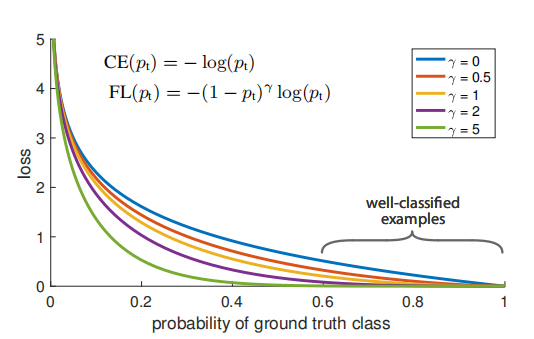 CE(pt) = − log(pt)
FL(pt) = −(1 − pt)γ log(pt)
γ = 0
γ = 0.5
γ = 1
γ = 2
γ = 5
well-classified
examples
loss
5
4
3
2
1
0
0
0.2
0.4
0.6
0.8
1
probability of ground truth class